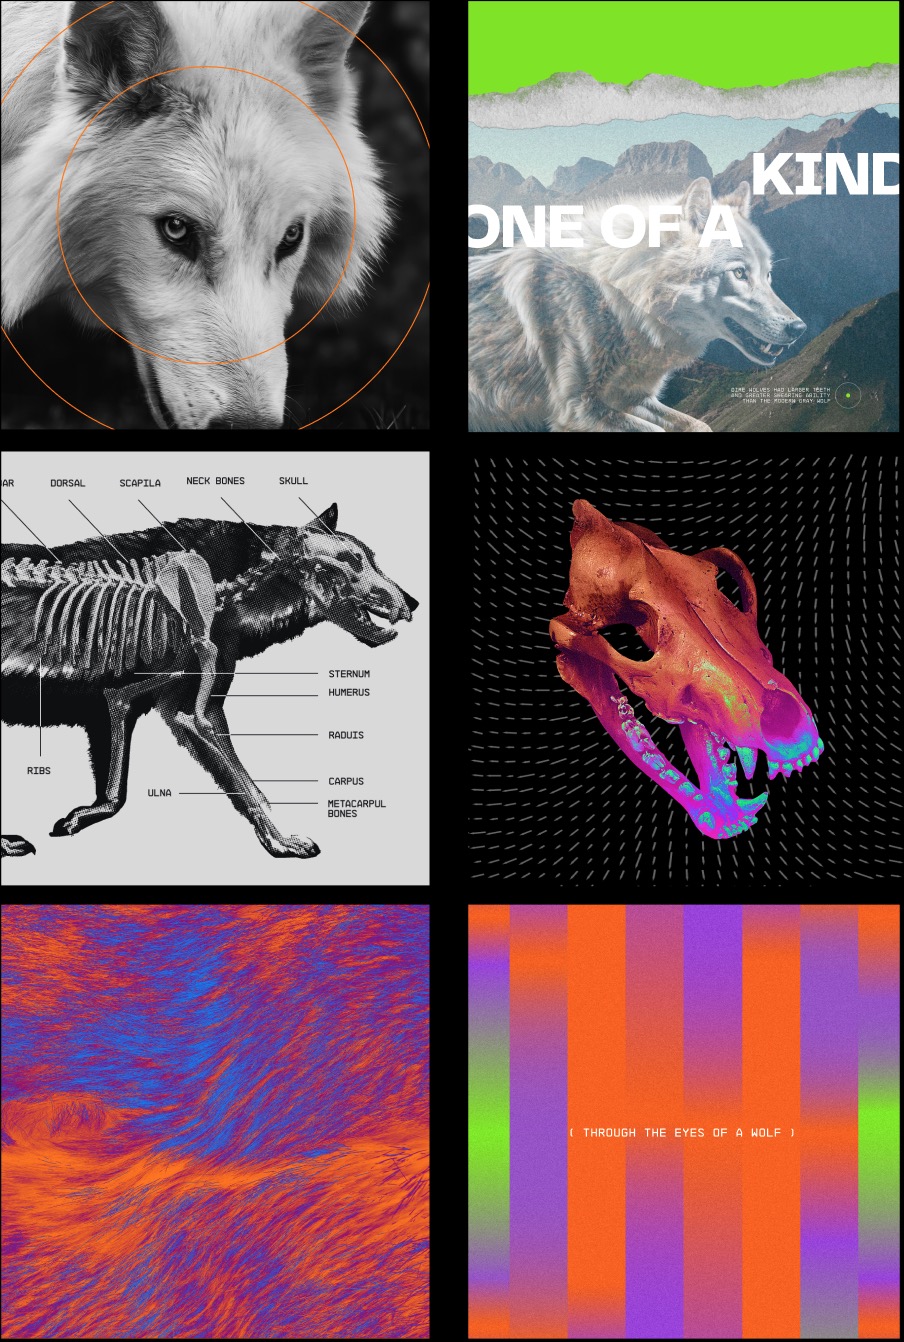 KIND
ONE OF A
DIRE WOLVES HAD LARGER TEETH
AND GREATER SHEARING ABILITY
THAN THE MODERN GRAY WOLF
DORSAL
SCAPILA
NECK BONES
SKULL
STERNUM
HUMERUS
RADUIS
RIBS
CARPUS
ULNA
METACARPUL
BONES
( THROUGH THE EYES OF A WOLF )